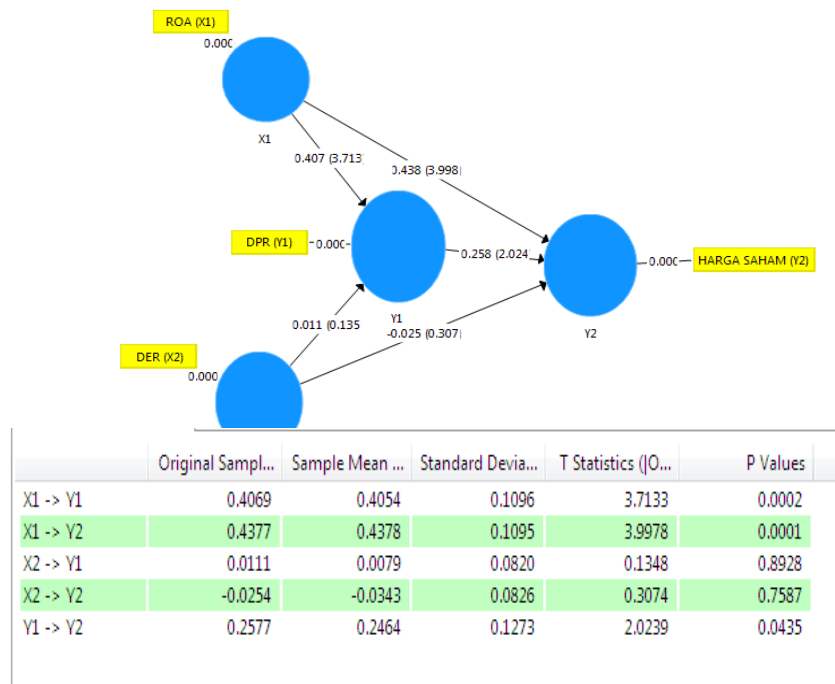 ROA (X1)
0.000
X1
0.407 (3.713)
0.438 (3.998)
DPR (Y1)
0.000
0.258 (2.024
0.000
HARGA SAHAM (Y2)
Y1
0.011 (0.135
-0.025 (0.307)
Y2
DER (X2)
0.000
Original Sampl... Sample Mean ... Standard Devia... T Statistics (|O... P Values
X1 -> Y1 0.4069 0.4054 0.1096 3.7133 0.0002
X1 -> Y2 0.4377 0.4378 0.1095 3.9978 0.0001
X2 -> Y1 0.0111 0.0079 0.0820 0.1348 0.8928
X2 -> Y2 -0.0254 -0.0343 0.0826 0.3074 0.7587
Y1 -> Y2 0.2577 0.2464 0.1273 2.0239 0.0435